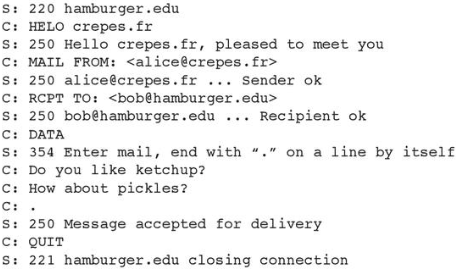 S: 220 hamburger.edu
C: HELO crepes.fr
S: 250 Hello crepes.fr, pleased to meet you
C: MAIL FROM: <alice@crepes.fr>
S: 250 alice@crepes.fr ... Sender ok
C: RCPT TO: <bob@hamburger.edu>
S: 250 bob@hamburger.edu ... Recipient ok
C: DATA
S: 354 Enter mail, end with “.” on a line by itself
C: Do you like ketchup?
C: How about pickles?
C: .
S: 250 Message accepted for delivery
C: QUIT
S: 221 hamburger.edu closing connection